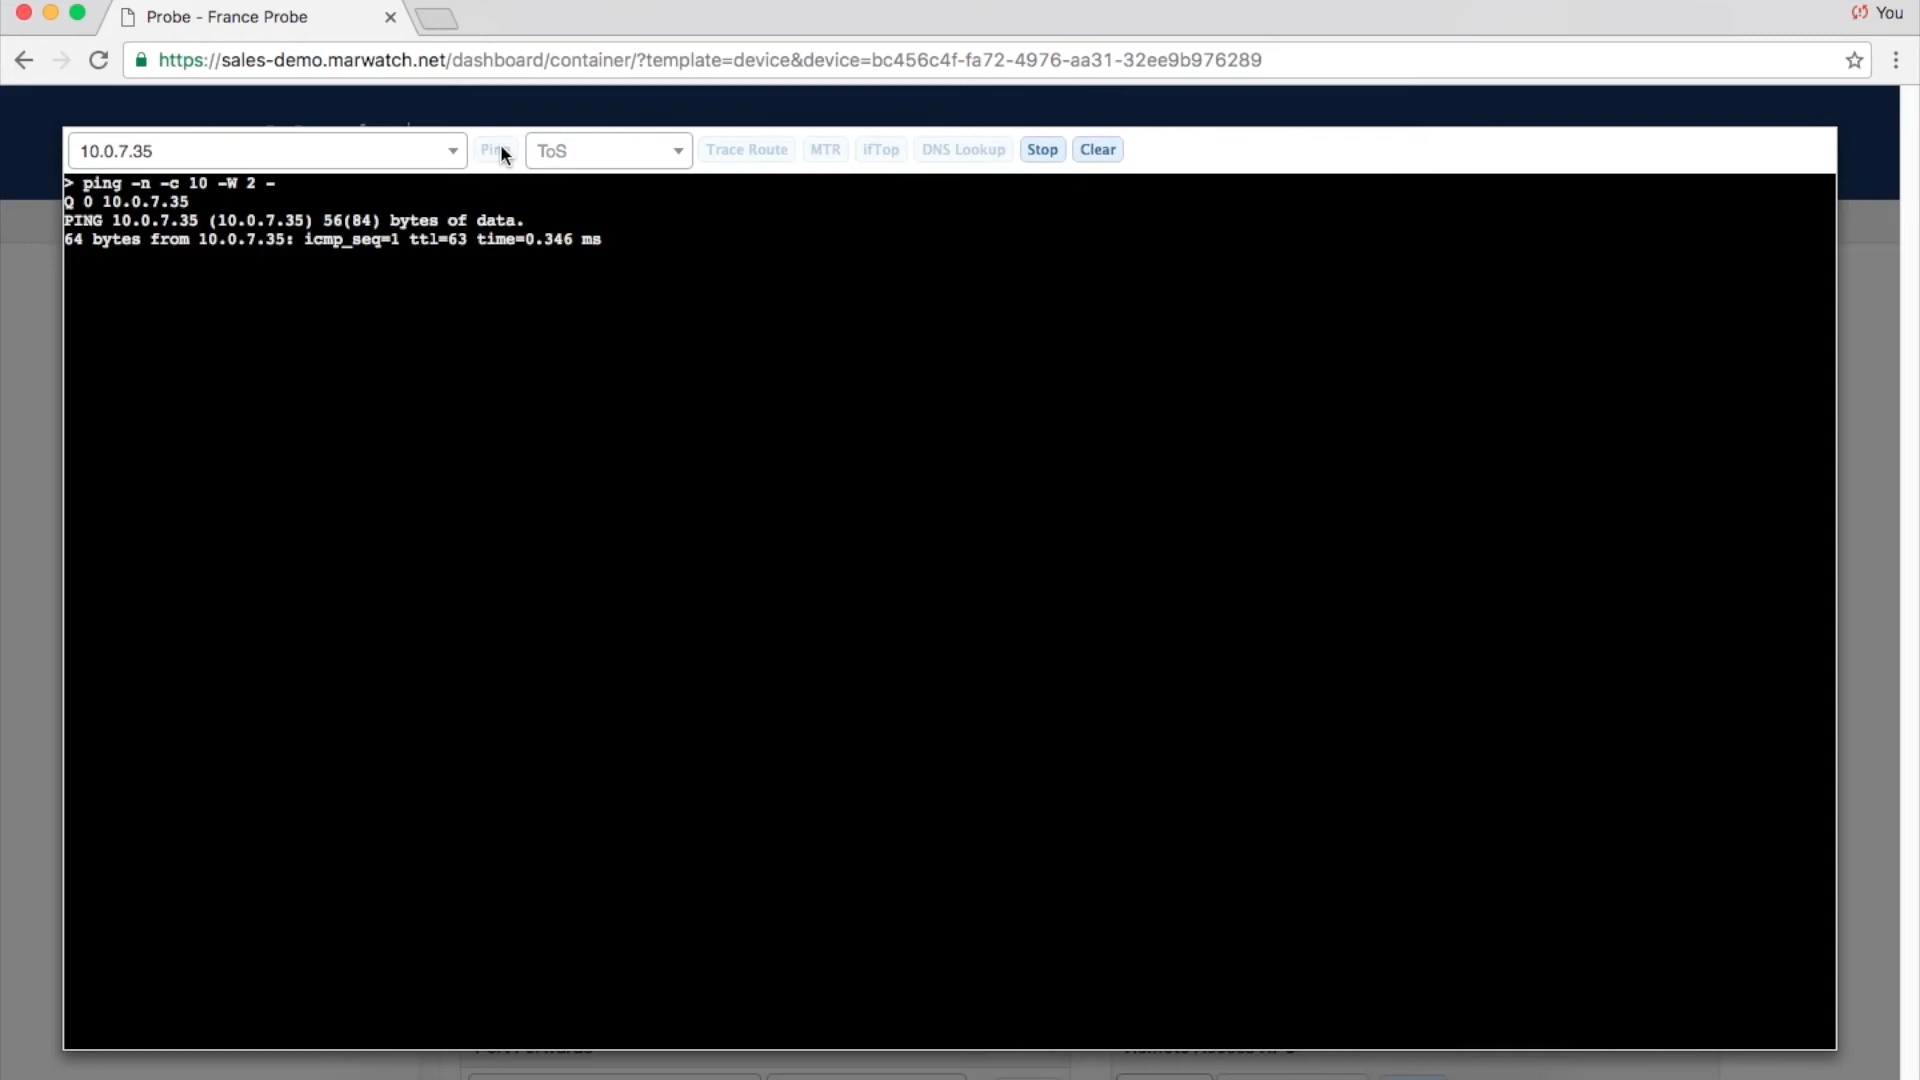 Probe - France Probe
You
https://sales-demo.marwatch.net/dashboard/container/?template=device&device=bc456c4f-fa72-4976-aa31-32ee9b976289
10.0.7.35 Ping ToS Trace Route MTR ifTop DNS Lookup Stop Clear
> ping -n -c 10 -W 2 -
Q 0 10.0.7.35
PING 10.0.7.35 (10.0.7.35) 56(84) bytes of data.
64 bytes from 10.0.7.35: icmp_seq=1 ttl=63 time=0.346 ms